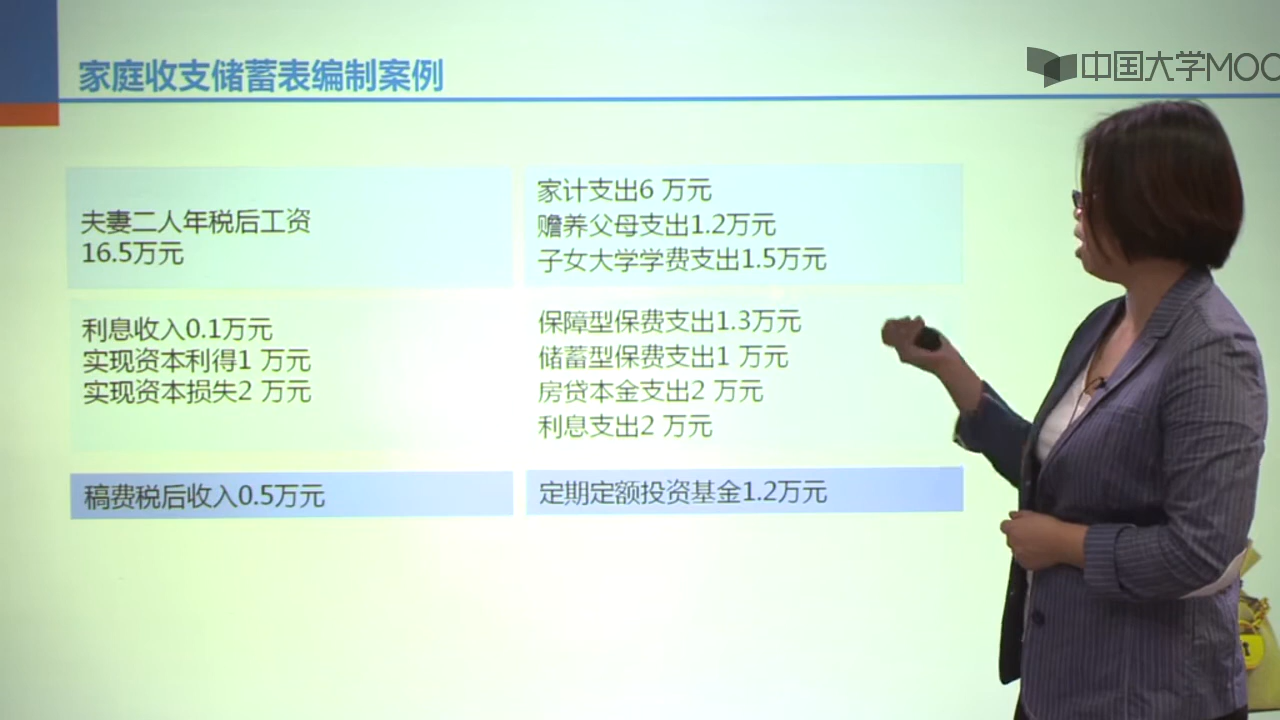 家庭收支储蓄表编制案例
中国大学MOO
夫妻二人年税后工资
16.5万元
家计支出6 万元
赡养父母支出1.2万元
子女大学学费支出1.5万元
利息收入0.1万元
实现资本利得1 万元
实现资本损失2 万元
保障型保费支出1.3万元
储蓄型保费支出1 万元
房贷本金支出2 万元
利息支出2 万元
稿费税后收入0.5万元
定期定额投资基金1.2万元